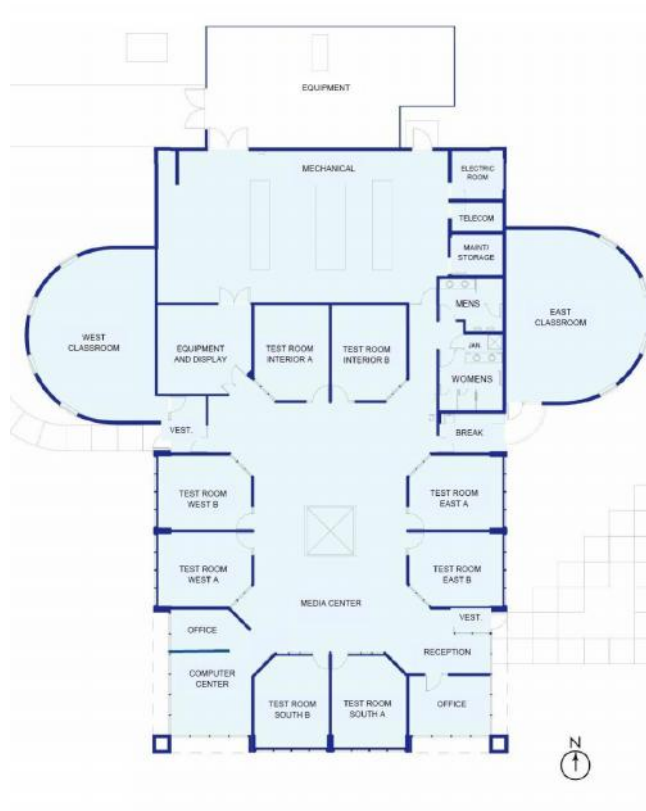 EQUIPMENT
MECHANICAL
ELECTRIC
ROOM
TELECOM
MAINT/
STORAGE
MENS
WEST
CLASSROOM
EAST
CLASSROOM
EQUIPMENT
AND DISPLAY
TEST ROOM
INTERIOR A
TEST ROOM
INTERIOR B
JAN.
WOMENS
VEST.
BREAK
TEST ROOM
WEST B
TEST ROOM
EAST A
TEST ROOM
WEST A
TEST ROOM
EAST B
MEDIA CENTER
VEST.
OFFICE
RECEPTION
COMPUTER
CENTER
TEST ROOM
SOUTH B
TEST ROOM
SOUTH A
OFFICE
N